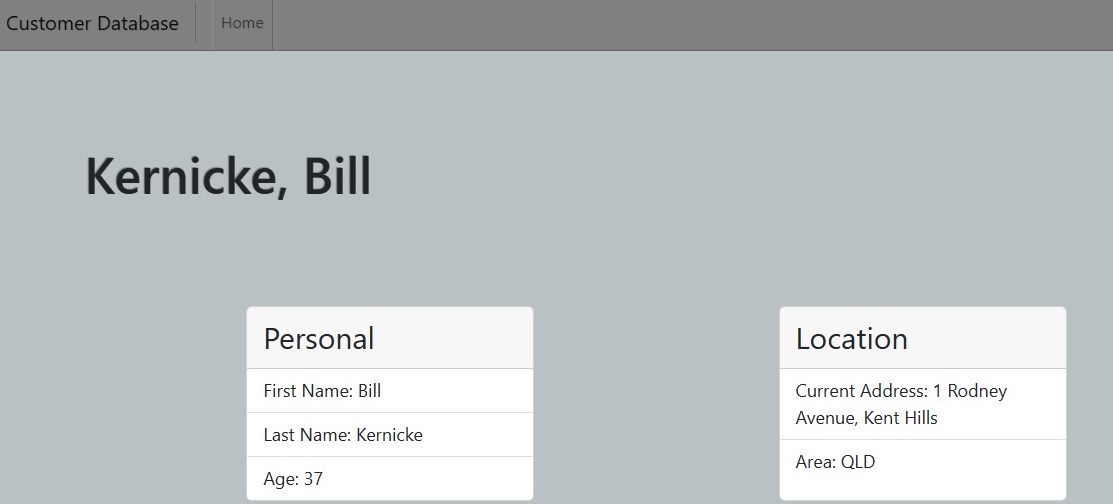 Customer Database
Home
Kernicke, Bill
Personal
First Name: Bill
Last Name: Kernicke
Age: 37
Location
Current Address: 1 Rodney
Avenue, Kent Hills
Area: QLD